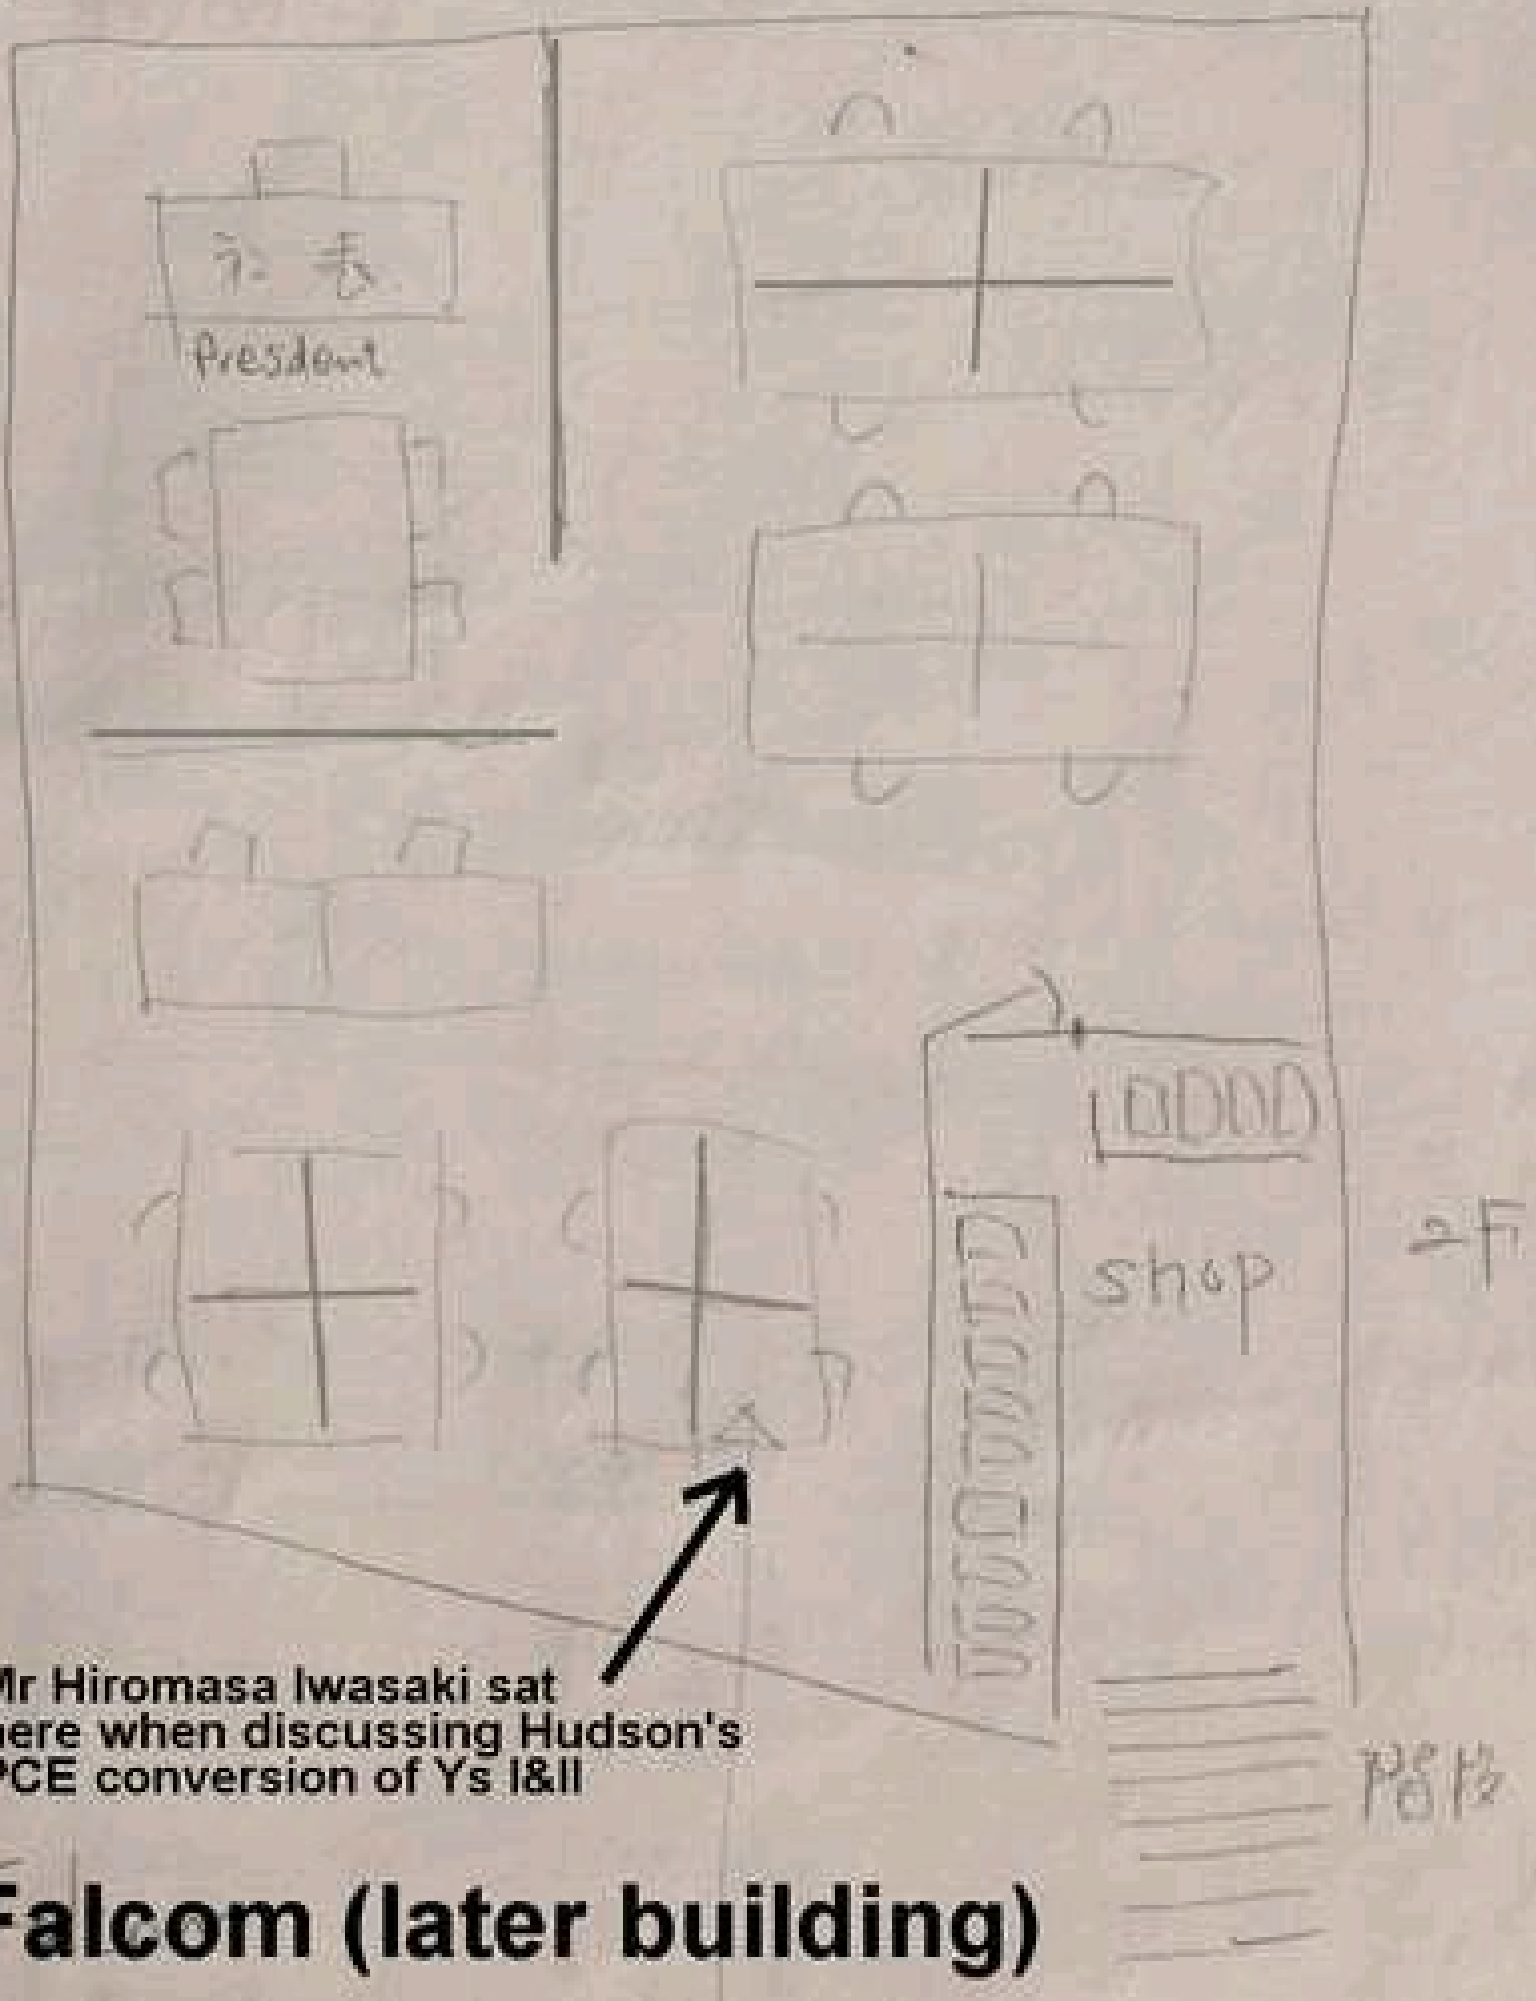 社長
Presdent
shop
2F
階段
Mr Hiromasa Iwasaki sat
here when discussing Hudson's
PCE conversion of Ys I&II
Falcom (later building)